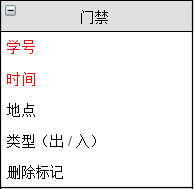 门禁
学号
时间
地点
类型（出 / 入）
删除标记